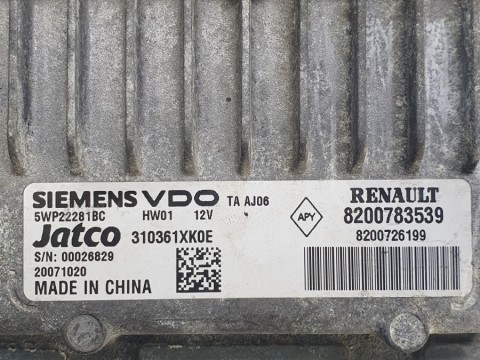 SIEMENS VDO TA AJ06
5WP22281BC HW01 12V
Jatco 310361XK0E
S/N: 00026829
20071020
MADE IN CHINA
APY
RENAULT
8200783539
8200726199